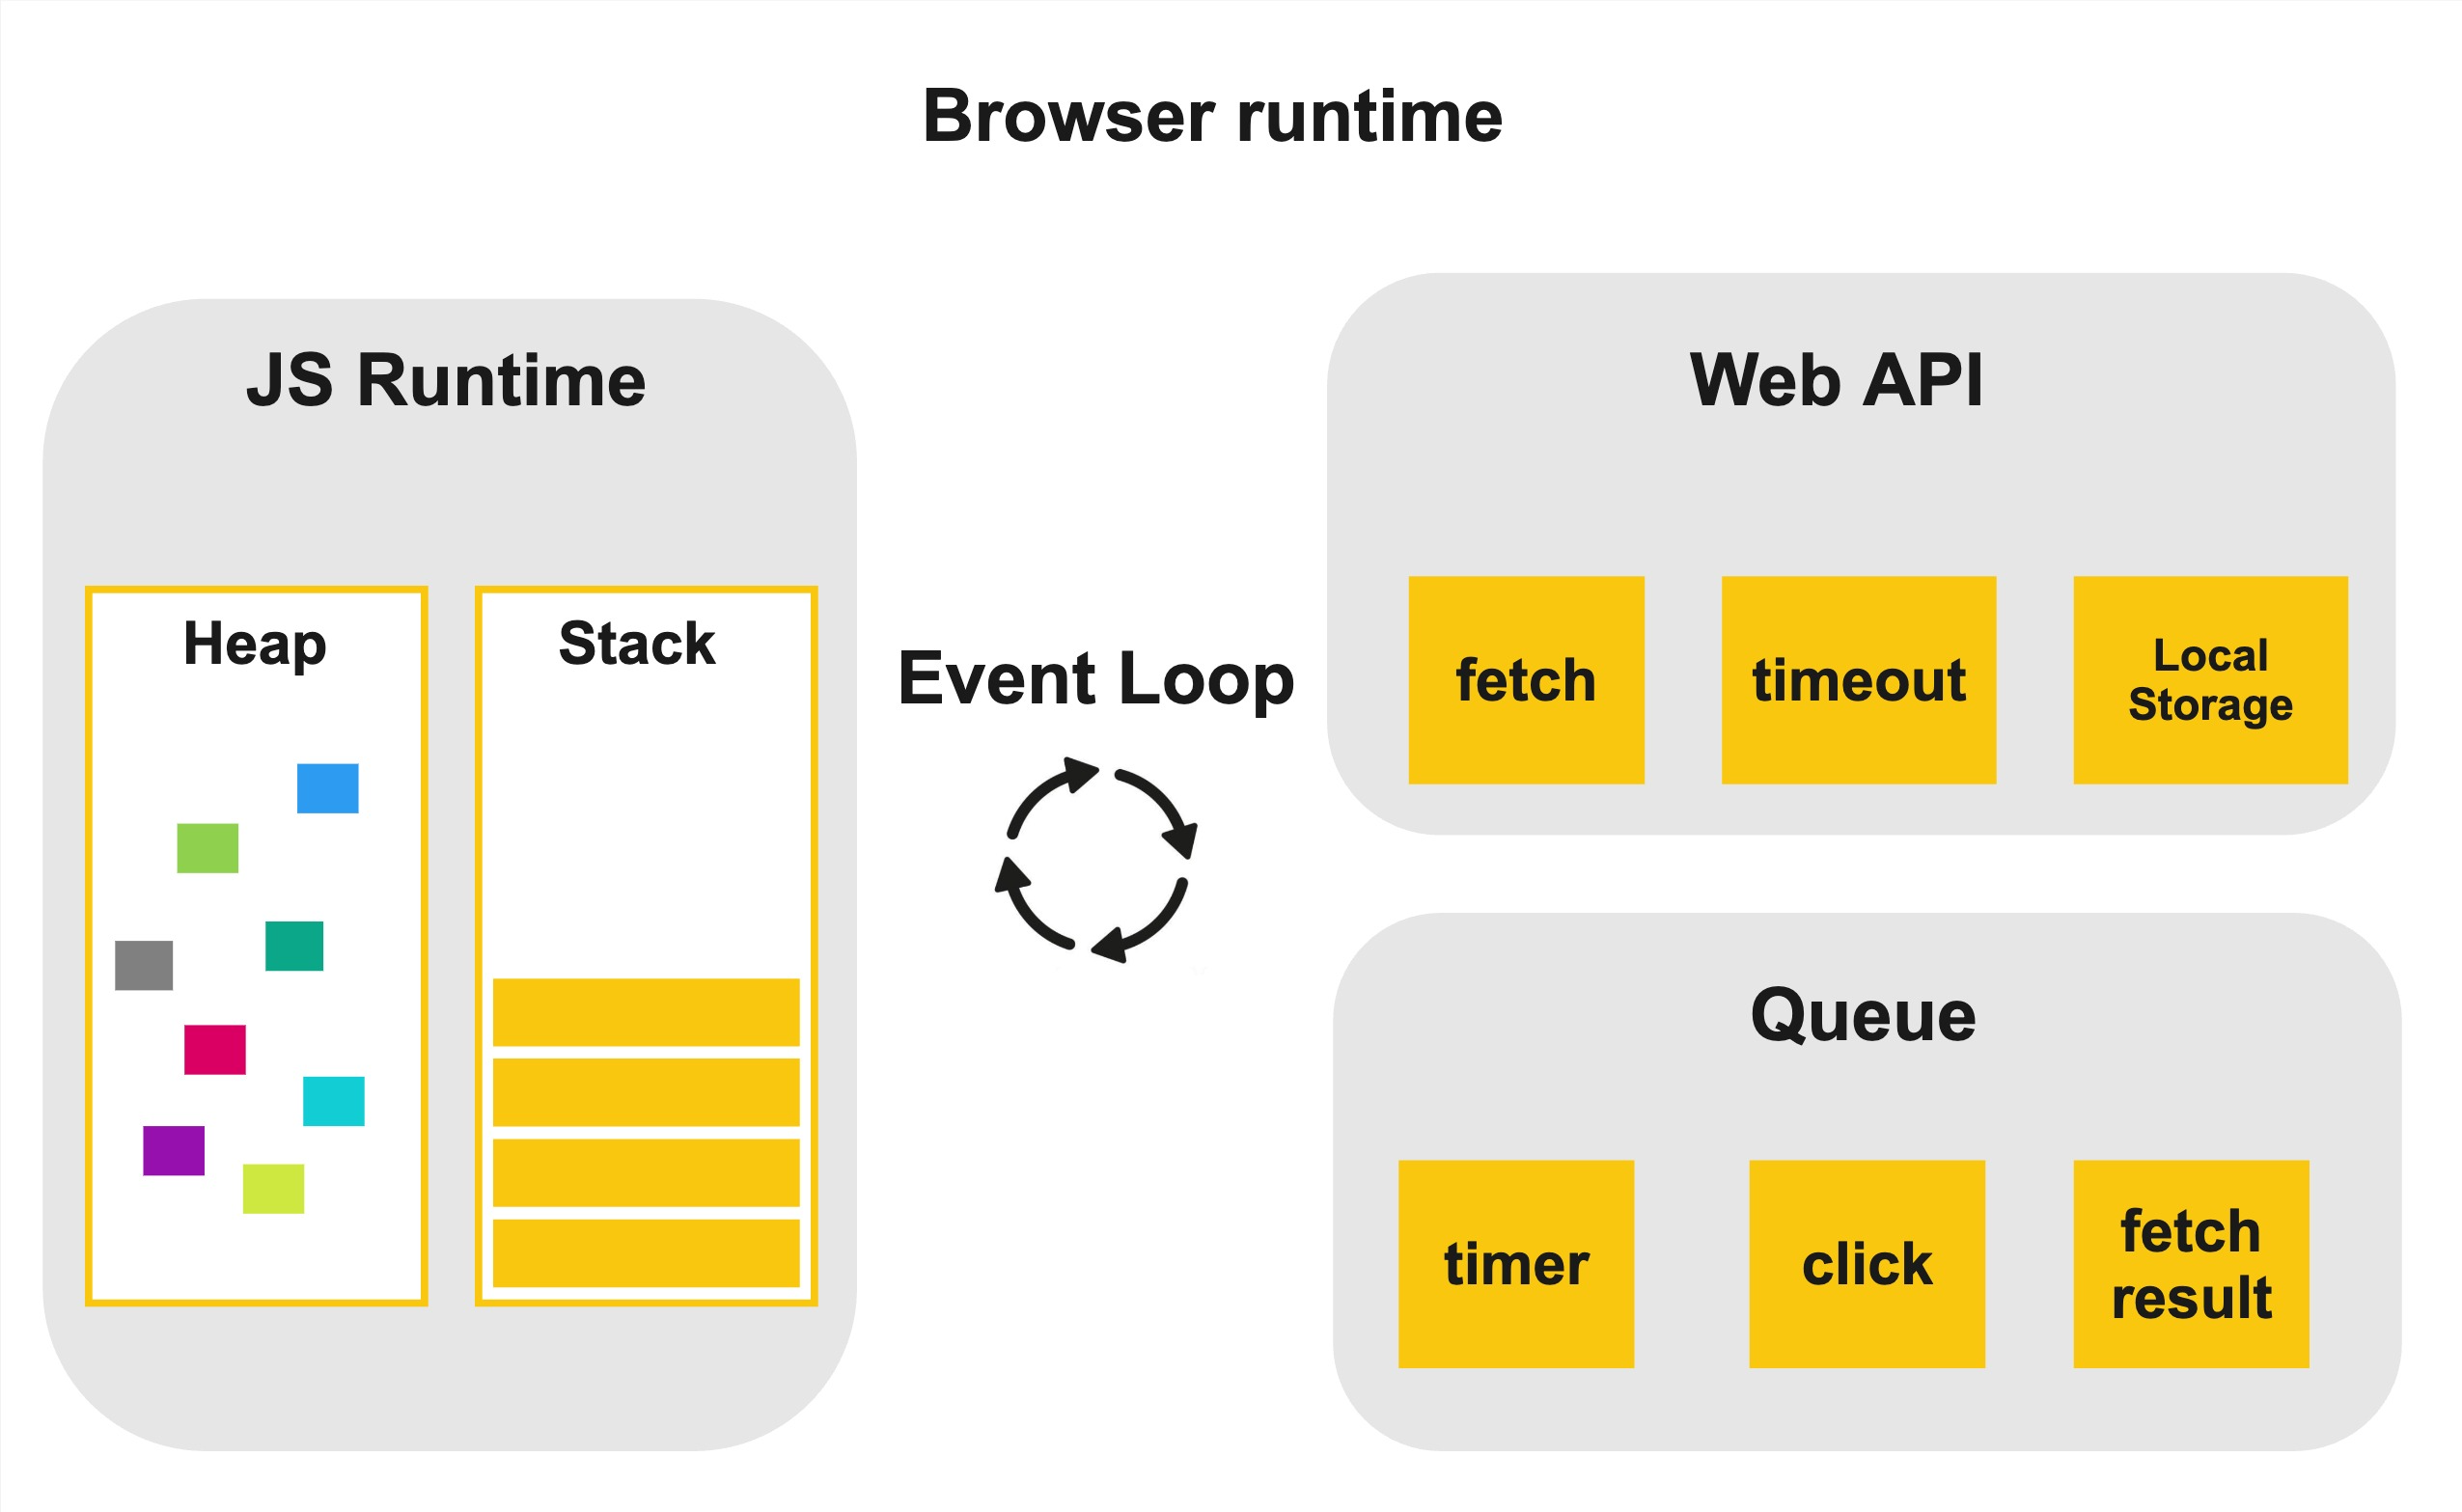 Browser runtime
JS Runtime
Heap
Stack
Event Loop
Web API
fetch
timeout
Local
Storage
Queue
timer
click
fetch
result